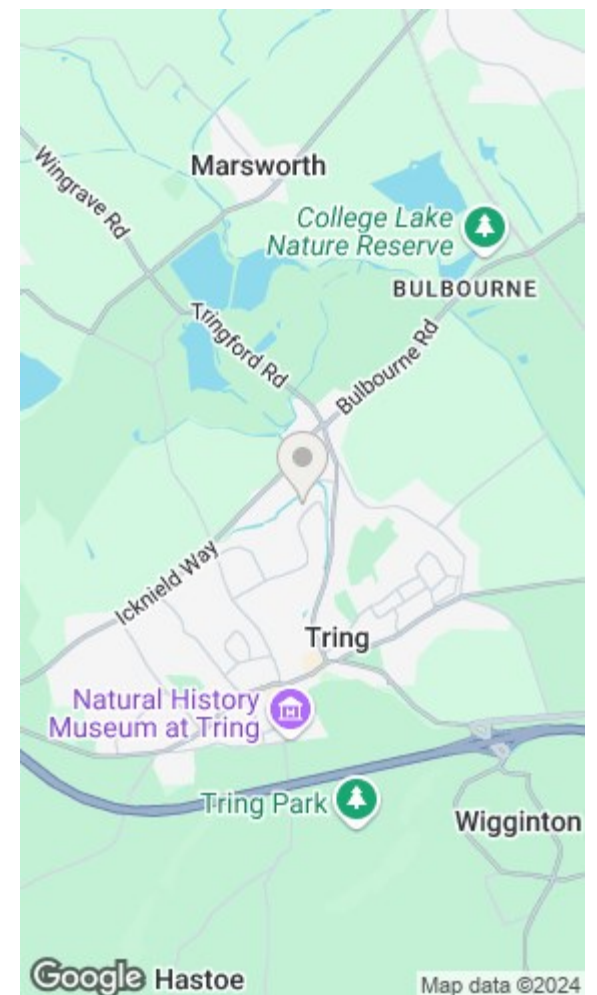 Marsworth
Wingrave Rd
College Lake
Nature Reserve
BULBOURNE
Tringford Rd
Bulbourne Rd
Icknield Way
Tring
Natural History
Museum at Tring
Tring Park
Wigginton
Google
Hastoe
Map data ©2024